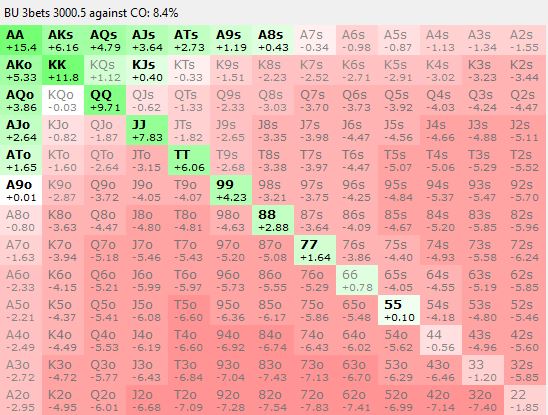 BU 3bets 3000.5 against CO: 8.4%
AA AKs AQs AJs ATs A9s A8s A7s A6s A5s A4s A3s A2s
+15.4 +6.16 +4.79 +3.64 +2.73 +1.19 +0.43 -0.34 -0.98 -0.87 -1.13 -1.34 -1.55
AKo KK KQs KJs KTs K9s K8s K7s K6s K5s K4s K3s K2s
+5.33 +11.8 +1.12 +0.40 -0.33 -1.51 -2.23 -2.52 -2.71 -2.91 -3.02 -3.23 -3.44
AQo KQo QQ QJs QTs Q9s Q8s Q7s Q6s Q5s Q4s Q3s Q2s
+3.86 -0.03 +9.71 -0.62 -1.33 -2.33 -3.03 -3.70 -3.73 -3.92 -4.03 -4.24 -4.47
AJo KJo QJo JJ JTs J9s J8s J7s J6s J5s J4s J3s J2s
+2.64 -0.82 -1.87 +7.83 -1.82 -2.65 -3.35 -3.98 -4.47 -4.56 -4.66 -4.88 -5.11
ATo KTo QTo JTo TT T9s T8s T7s T6s T5s T4s T3s T2s
+1.65 -1.60 -2.64 -3.15 +6.06 -2.68 -3.38 -3.97 -4.47 -5.07 -5.06 -5.29 -5.52
A9o K9o Q9o J9o T9o 99 98s 97s 96s 95s 94s 93s 92s
+0.01 -2.87 -3.72 -4.05 -4.07 +4.23 -3.21 -3.75 -4.25 -4.84 -5.37 -5.47 -5.70
A8o K8o Q8o J8o T8o 98o 88 87s 86s 85s 84s 83s 82s
-0.80 -3.63 -4.47 -4.80 -4.81 -4.63 +2.88 -3.64 -4.09 -4.67 -5.20 -5.85 -5.96
A7o K7o Q7o J7o T7o 97o 87o 77 76s 75s 74s 73s 72s
-1.63 -3.94 -5.18 -5.46 -5.43 -5.20 -5.08 +1.64 -3.86 -4.40 -4.93 -5.58 -6.24
A6o K6o Q6o J6o T6o 96o 86o 76o 66 65s 64s 63s 62s
-2.33 -4.15 -5.21 -5.99 -5.97 -5.73 -5.55 -5.29 +0.78 -4.05 -4.55 -5.19 -5.85
A5o K5o Q5o J5o T5o 95o 85o 75o 65o 55 54s 53s 52s
-2.21 -4.37 -5.41 -6.08 -6.60 -6.36 -6.17 -5.86 -5.48 +0.10 -4.18 -4.80 -5.46
A4o K4o Q4o J4o T4o 94o 84o 74o 64o 54o 44 43s 42s
-2.49 -4.49 -5.53 -6.19 -6.60 -6.92 -6.74 -6.43 -6.02 -5.62 -0.56 -4.96 -5.60
A3o K3o Q3o J3o T3o 93o 83o 73o 63o 53o 43o 33 32s
-2.72 -4.72 -5.77 -6.43 -6.84 -7.04 -7.43 -7.13 -6.70 -6.29 -6.46 -1.20 -5.85
A2o K2o Q2o J2o T2o 92o 82o 72o 62o 52o 42o 32o 22
-2.95 -4.95 -6.01 -6.68 -7.09 -7.28 -7.54 -7.83 -7.41 -6.99 -7.14 -7.40 -1.85